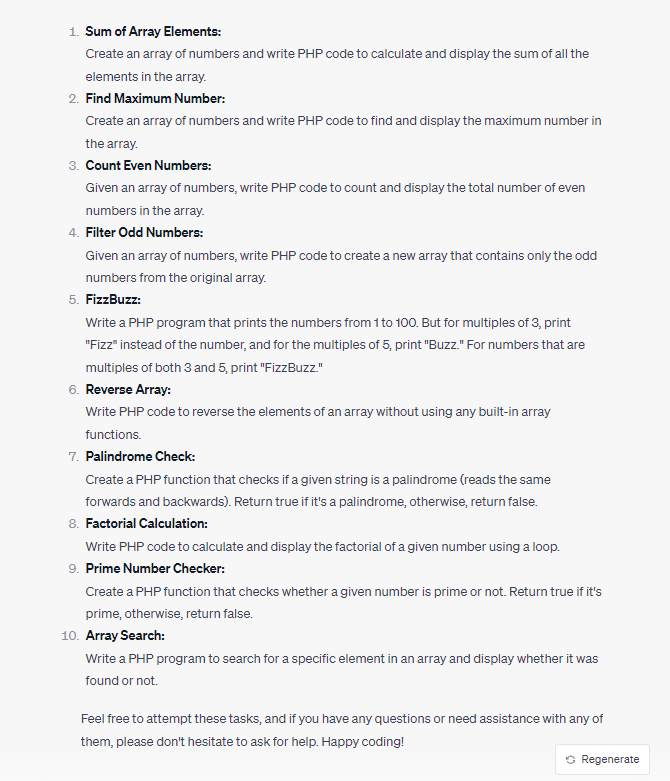 1. Sum of Array Elements:
Create an array of numbers and write PHP code to calculate and display the sum of all the
elements in the array.
2. Find Maximum Number:
Create an array of numbers and write PHP code to find and display the maximum number in
the array.
3. Count Even Numbers:
Given an array of numbers, write PHP code to count and display the total number of even
numbers in the array.
4. Filter Odd Numbers:
Given an array of numbers, write PHP code to create a new array that contains only the odd
numbers from the original array.
5. FizzBuzz:
Write a PHP program that prints the numbers from 1 to 100. But for multiples of 3, print
"Fizz" instead of the number, and for the multiples of 5, print "Buzz." For numbers that are
multiples of both 3 and 5, print "FizzBuzz."
6. Reverse Array:
Write PHP code to reverse the elements of an array without using any built-in array
functions.
7. Palindrome Check:
Create a PHP function that checks if a given string is a palindrome (reads the same
forwards and backwards). Return true if it's a palindrome, otherwise, return false.
8. Factorial Calculation:
Write PHP code to calculate and display the factorial of a given number using a loop.
9. Prime Number Checker:
Create a PHP function that checks whether a given number is prime or not. Return true if it's
prime, otherwise, return false.
10. Array Search:
Write a PHP program to search for a specific element in an array and display whether it was
found or not.
Feel free to attempt these tasks, and if you have any questions or need assistance with any of
them, please don't hesitate to ask for help. Happy coding!
Regenerate